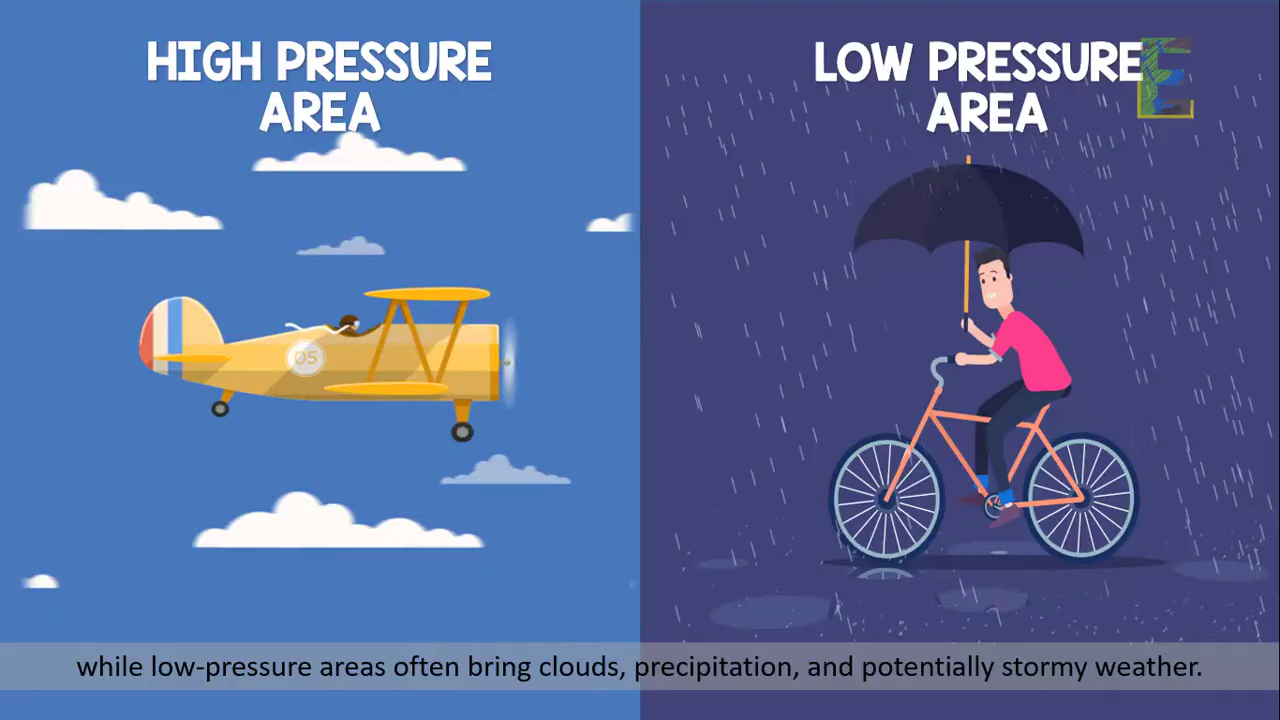 HIGH PRESSURE
AREA
LOW PRESSURE
AREA
E
05
while low-pressure areas often bring clouds, precipitation, and potentially stormy weather.